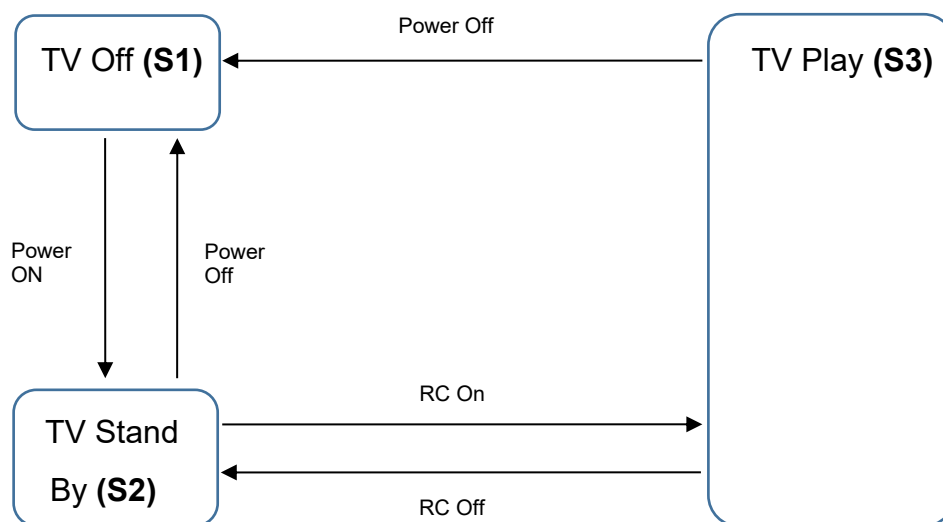 Power Off
TV Off (S1)
TV Play (S3)
Power
ON
Power
Off
RC On
TV Stand
By (S2)
RC Off